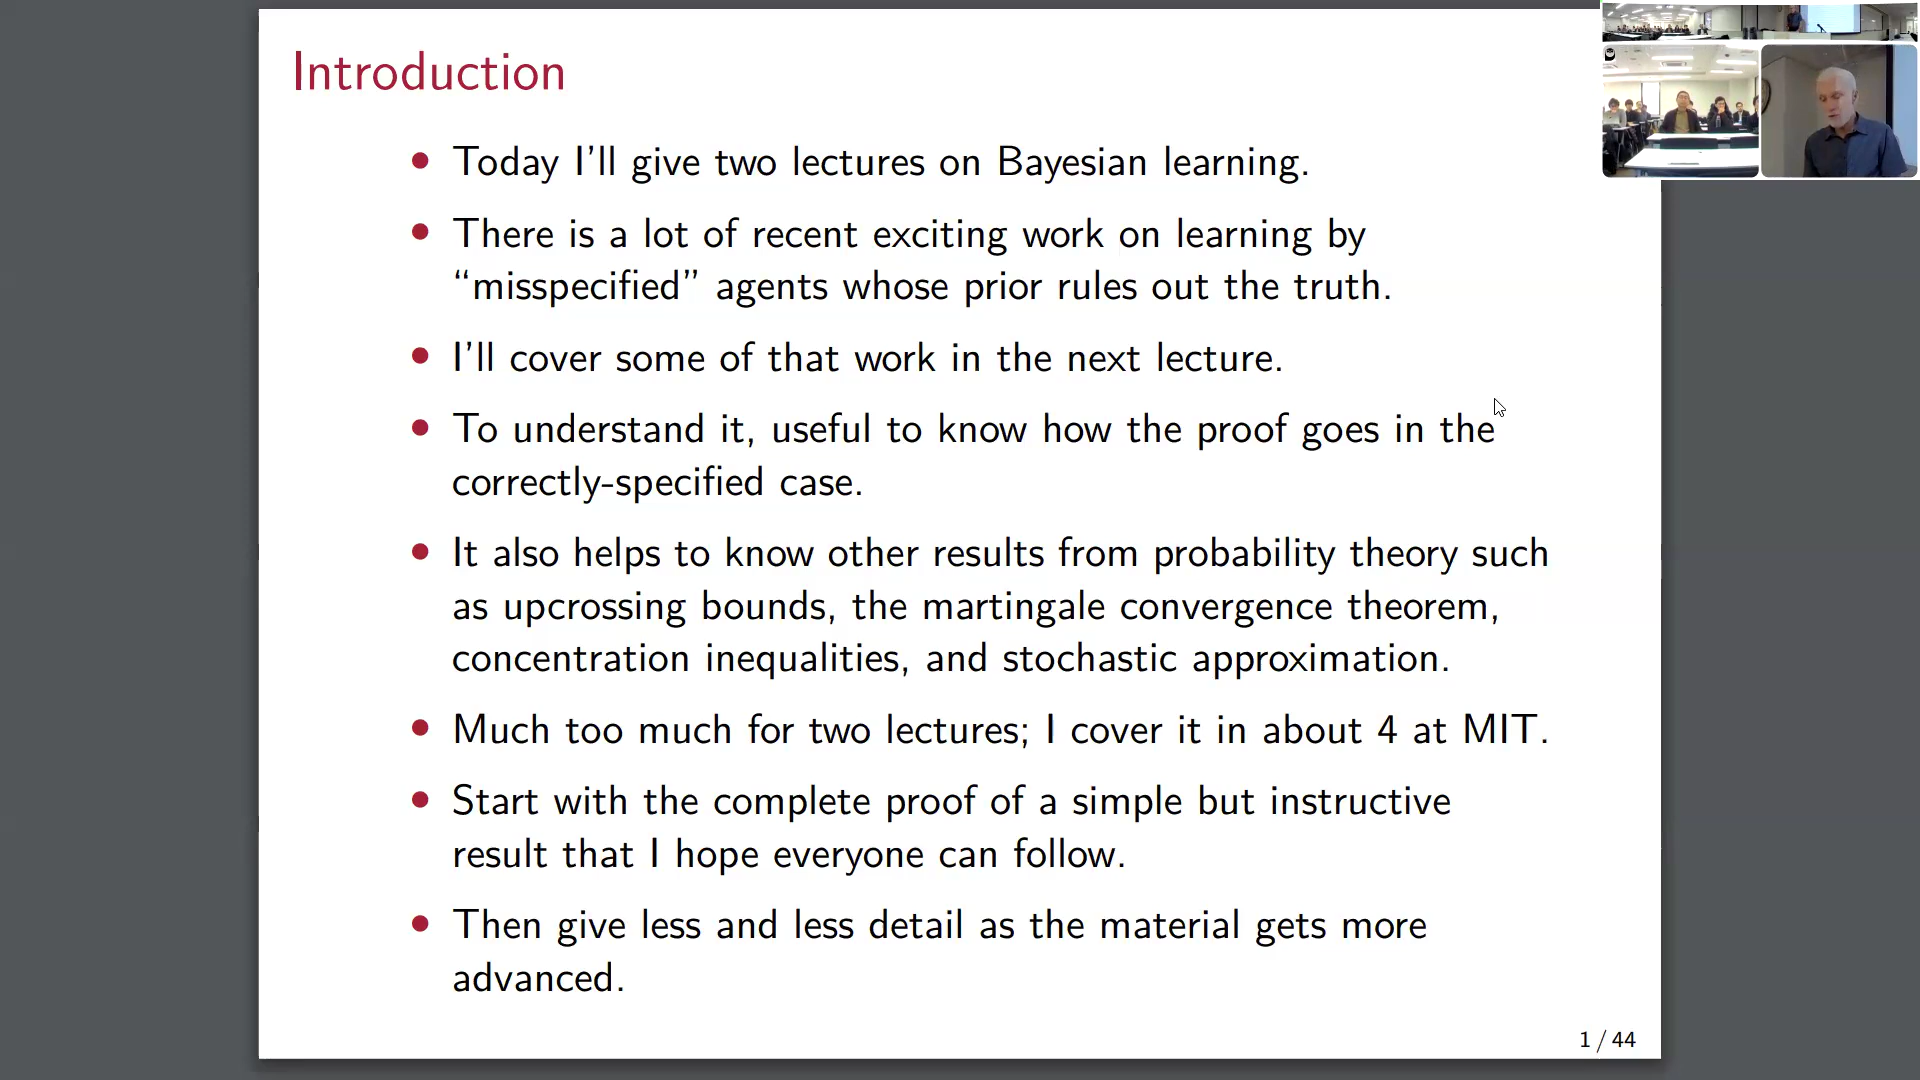 Introduction
Today I'll give two lectures on Bayesian learning.
There is a lot of recent exciting work on learning by
“misspecified” agents whose prior rules out the truth.
I'll cover some of that work in the next lecture.
To understand it, useful to know how the proof goes in the
correctly-specified case.
It also helps to know other results from probability theory such
as upcrossing bounds, the martingale convergence theorem,
concentration inequalities, and stochastic approximation.
Much too much for two lectures; I cover it in about 4 at MIT.
Start with the complete proof of a simple but instructive
result that I hope everyone can follow.
Then give less and less detail as the material gets more
advanced.
1 / 44